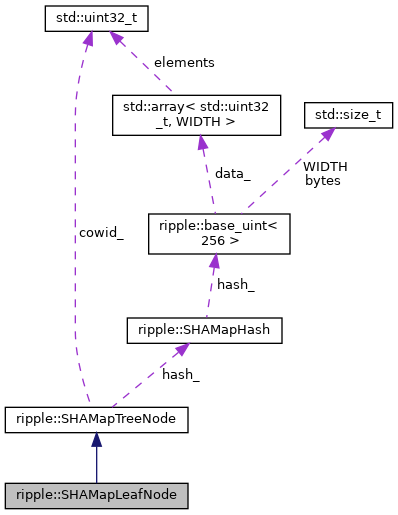 std::uint32_t
elements
std::array< std::uint32
_t, WIDTH >
std::size_t
WIDTH
bytes
data_
ripple::base_uint<
256 >
cowid_
hash_
ripple::SHAMapHash
hash_
ripple::SHAMapTreeNode
ripple::SHAMapLeafNode